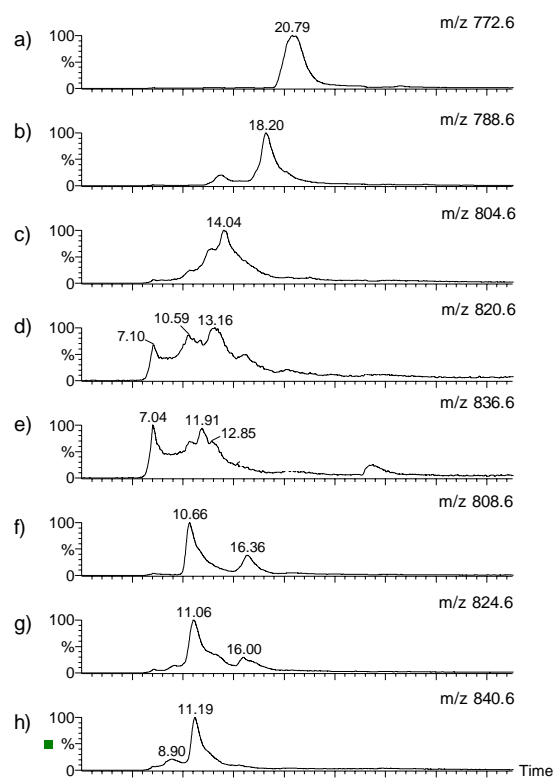 m/z 772.6
a) 100 20.79
%
0
m/z 788.6
b) 100 18.20
%
0
m/z 804.6
c) 100 14.04
%
0
m/z 820.6
d) 100 7.10 10.59 13.16
%
0
m/z 836.6
e) 100 7.04 11.91 12.85
%
0
m/z 808.6
f) 100 10.66 16.36
%
0
m/z 824.6
g) 100 11.06 16.00
%
0
m/z 840.6
h) 100 8.90 11.19
%
0 Time